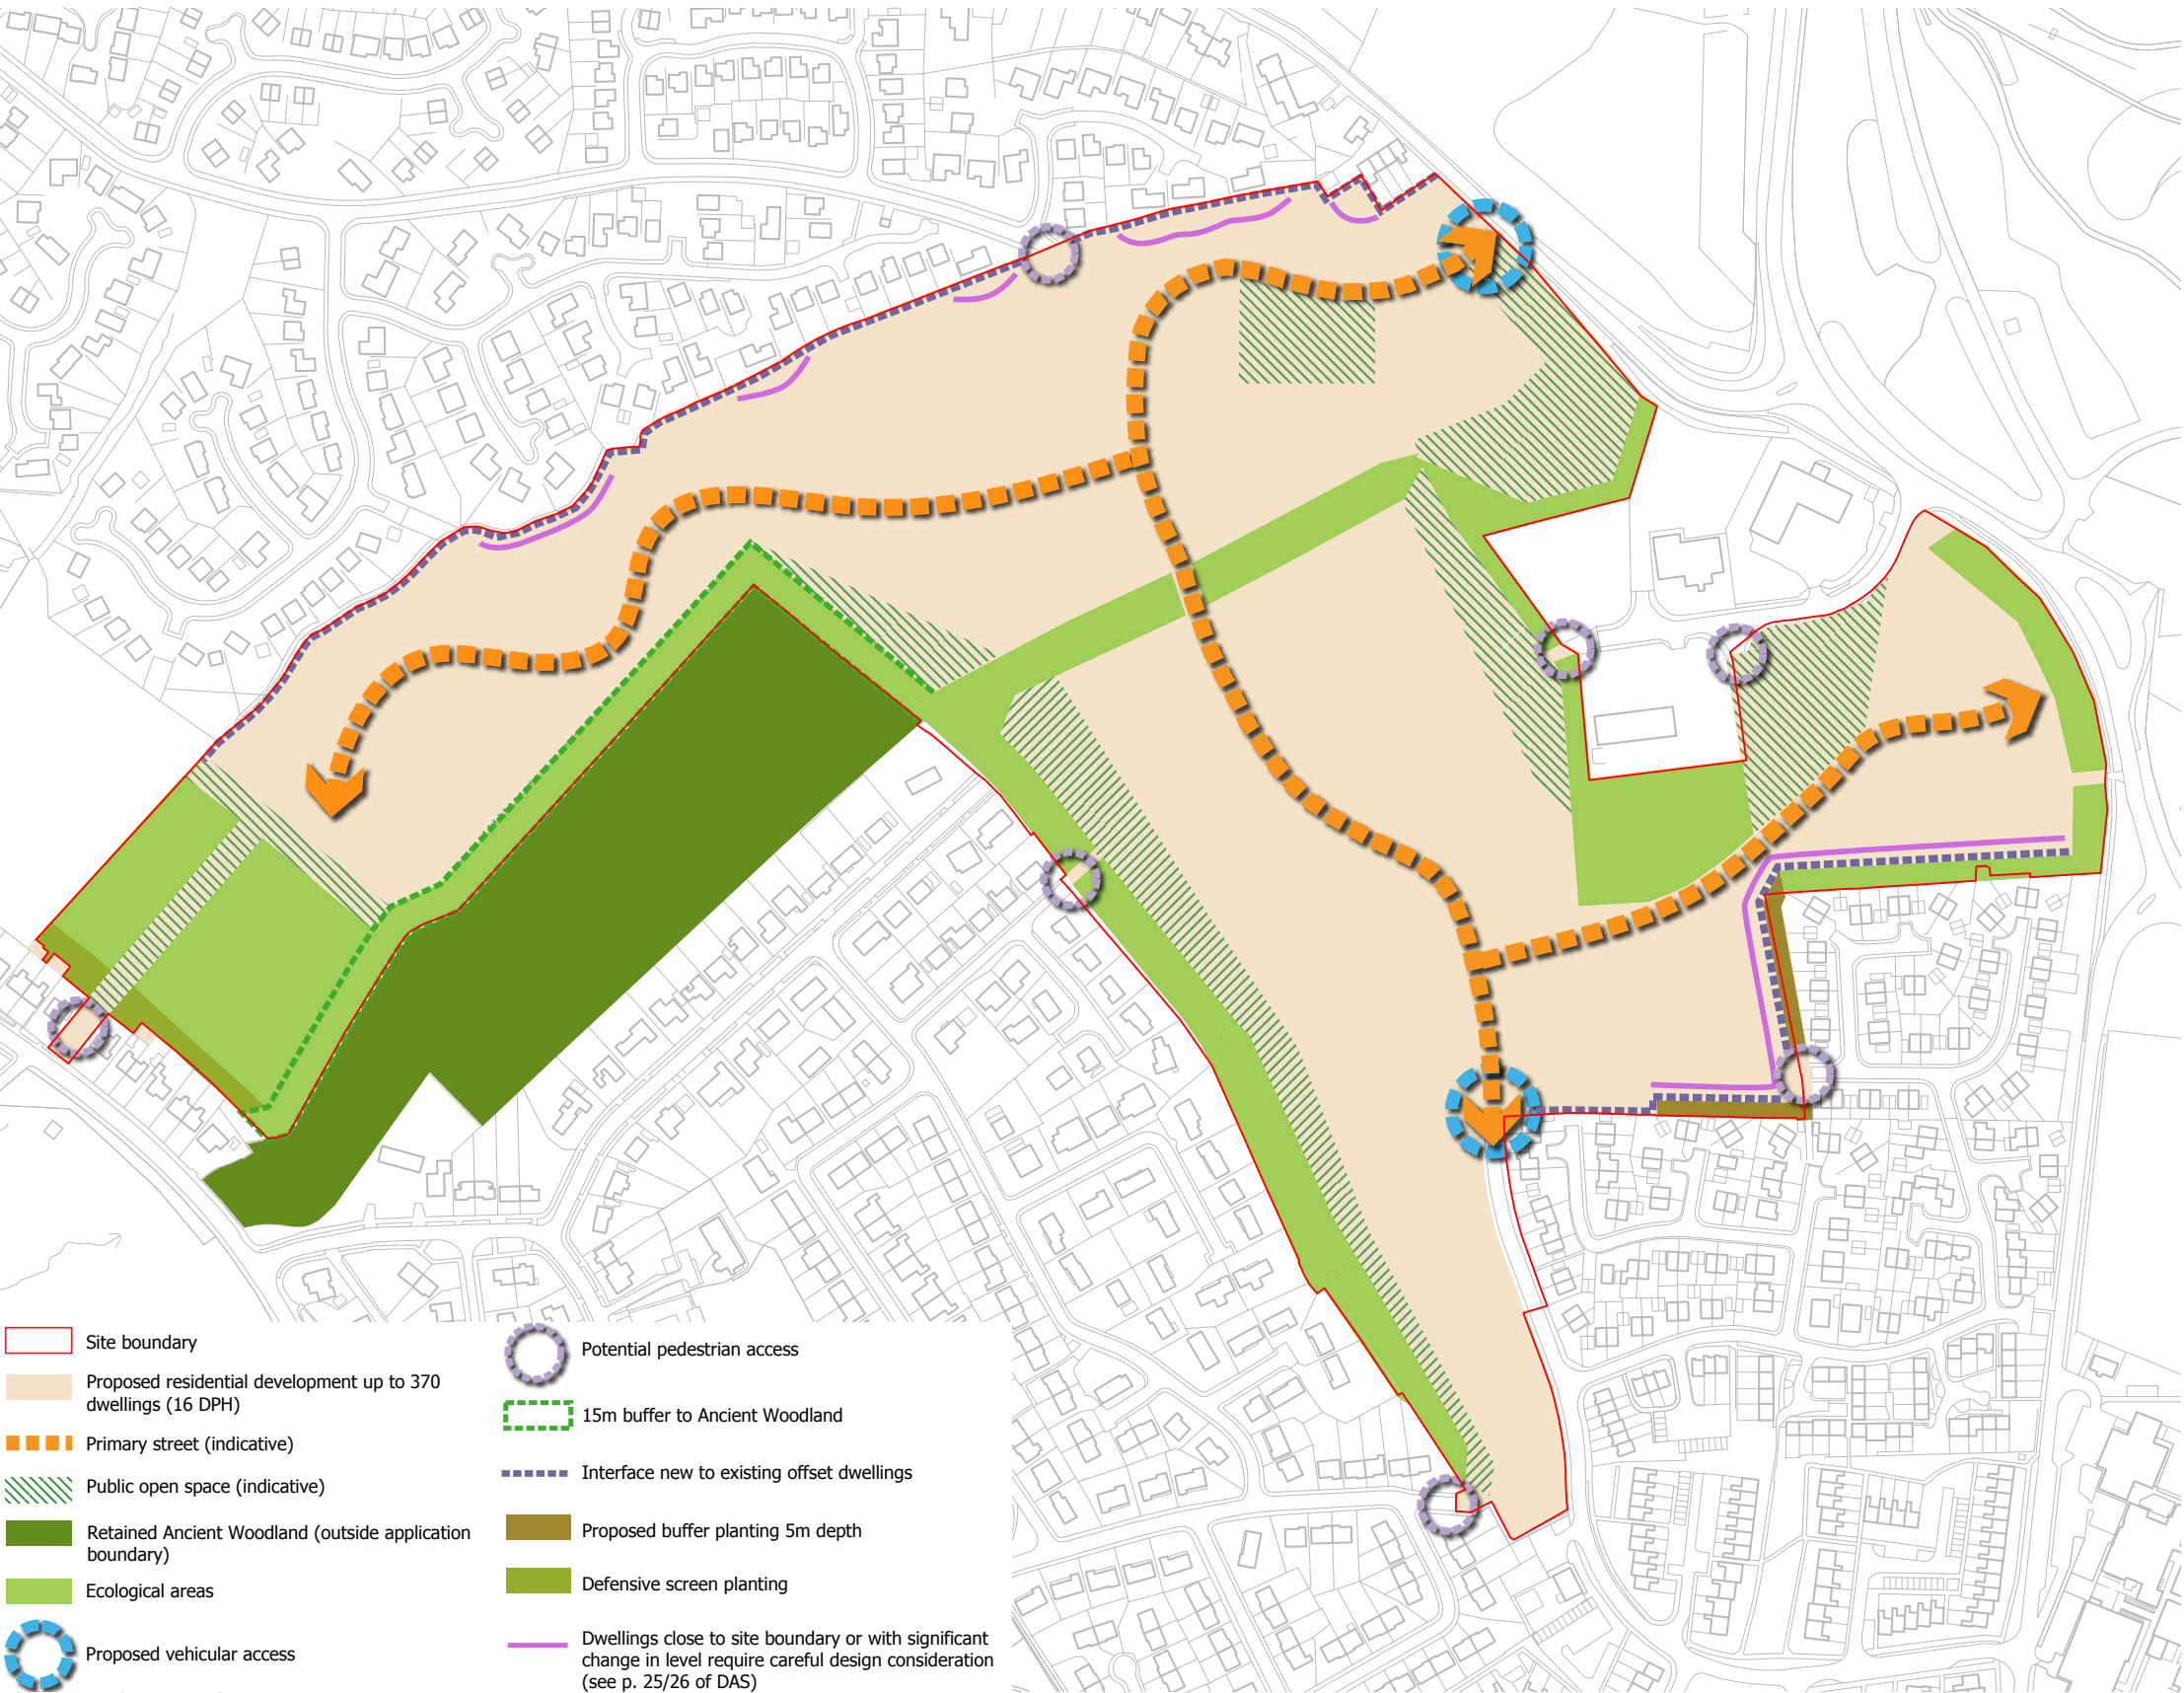 Site boundary
Proposed residential development up to 370
dwellings (16 DPH)
Primary street (indicative)
Public open space (indicative)
Retained Ancient Woodland (outside application
boundary)
Ecological areas
Proposed vehicular access
Potential pedestrian access
15m buffer to Ancient Woodland
Interface new to existing offset dwellings
Proposed buffer planting 5m depth
Defensive screen planting
Dwellings close to site boundary or with significant
change in level require careful design consideration
(see p. 25/26 of DAS)